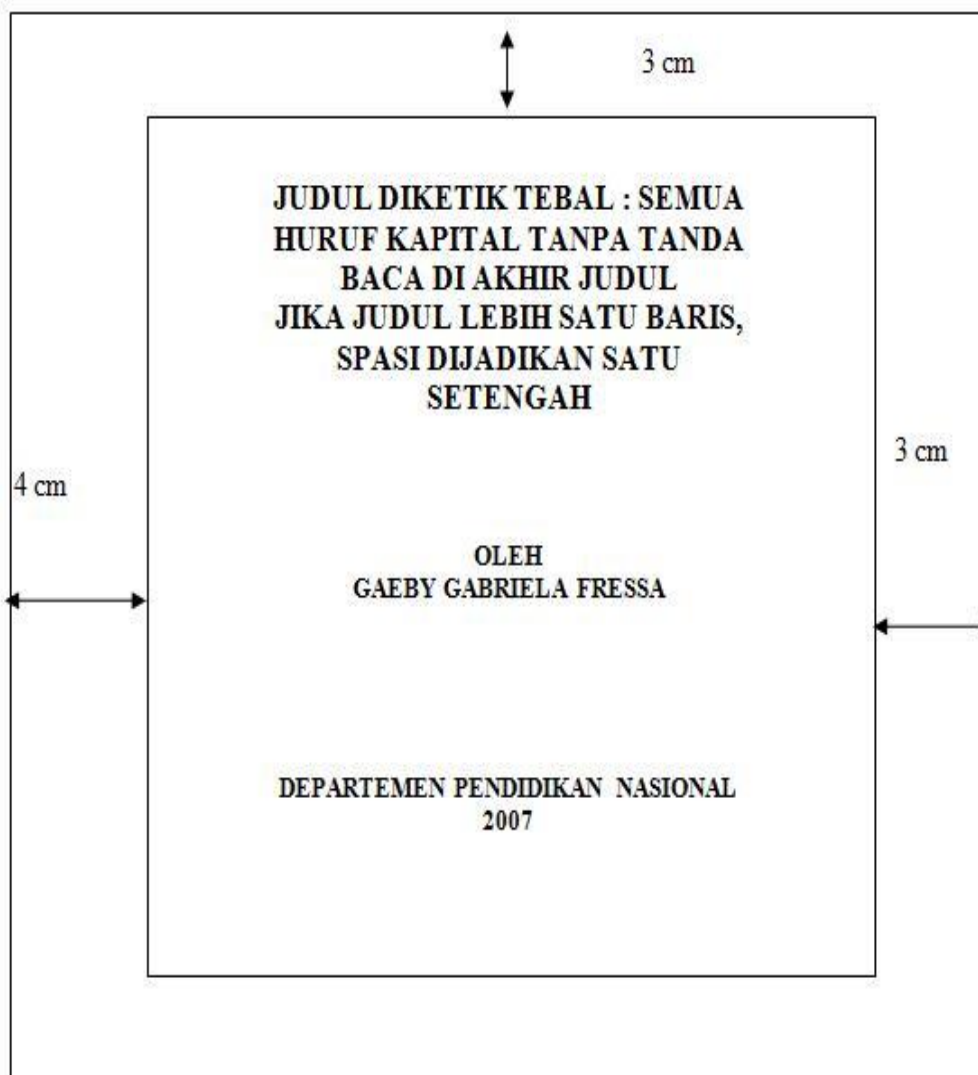 3 cm
JUDUL DIKETIK TEBAL : SEMUA
HURUF KAPITAL TANPA TANDA
BACA DI AKHIR JUDUL
JIKA JUDUL LEBIH SATU BARIS,
SPASI DIJADIKAN SATU
SETENGAH
3 cm
4 cm
OLEH
GAEBY GABRIELA FRESSA
DEPARTEMEN PENDIDIKAN NASIONAL
2007